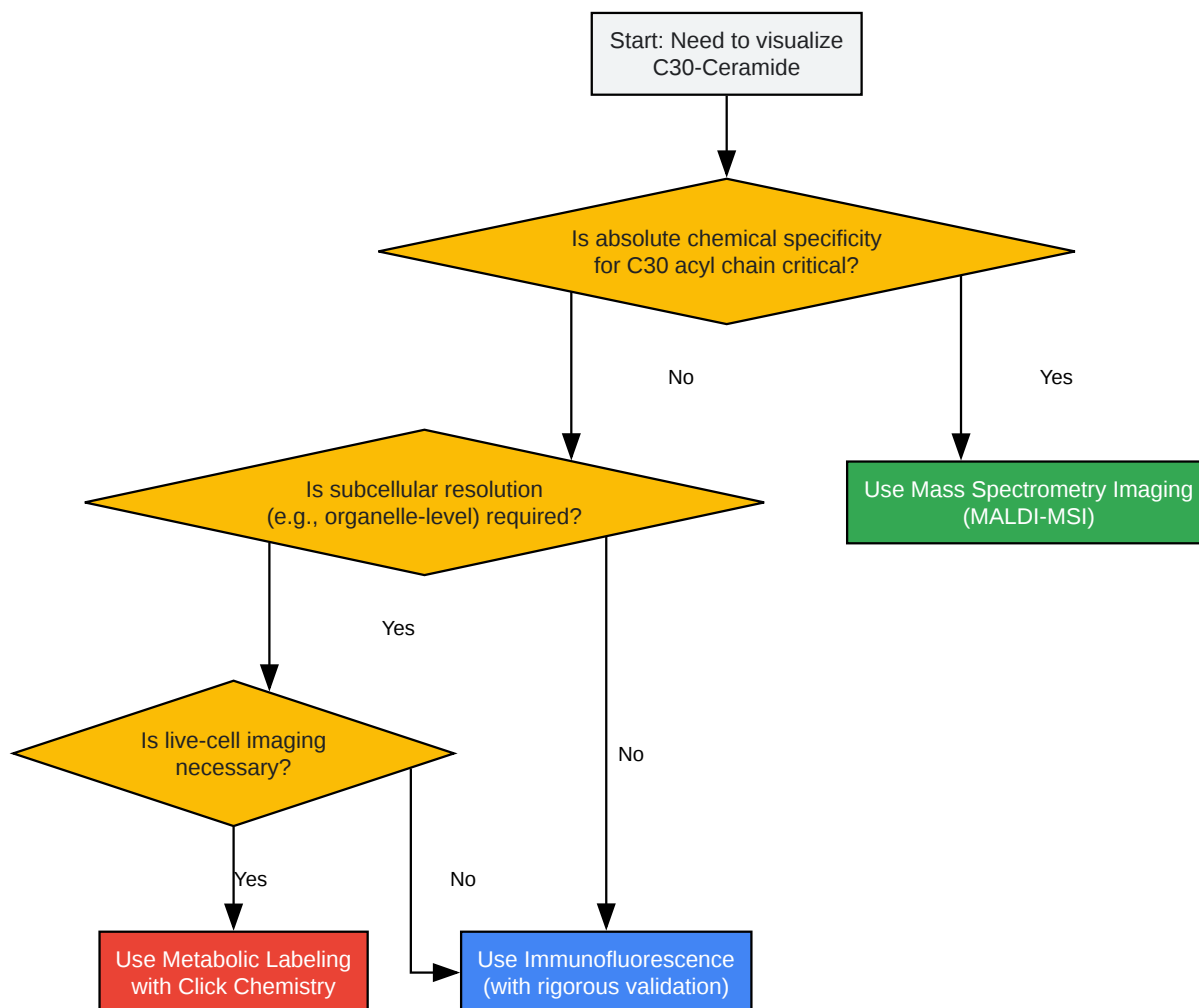 Start: Need to visualize
C30-Ceramide
Is absolute chemical specificity
for C30 acyl chain critical?
No
Yes
Is subcellular resolution
(e.g., organelle-level) required?
Use Mass Spectrometry Imaging
(MALDI-MSI)
Yes
Is live-cell imaging
necessary?
No
Yes
No
Use Metabolic Labeling
with Click Chemistry
Use Immunofluorescence
(with rigorous validation)